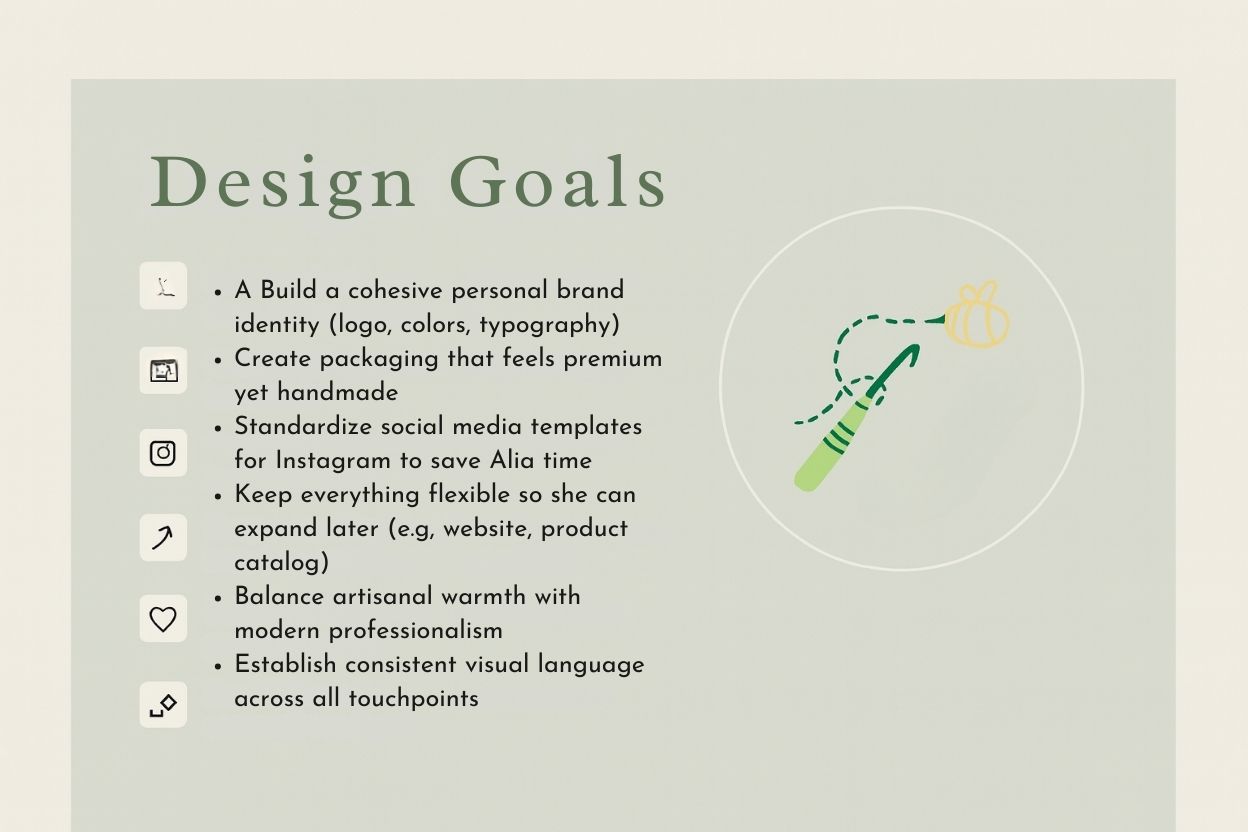 Design Goals
• A Build a cohesive personal brand
identity (logo, colors, typography)
• Create packaging that feels premium
yet handmade
• Standardize social media templates
for Instagram to save Alia time
• Keep everything flexible so she can
expand later (e.g, website, product
catalog)
• Balance artisanal warmth with
modern professionalism
• Establish consistent visual language
across all touchpoints